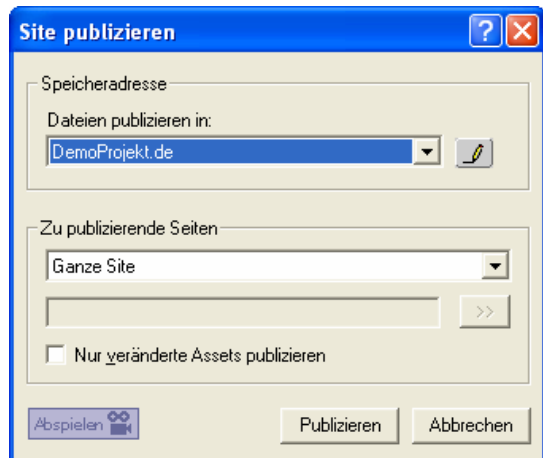 Site publizieren
Speicheradresse
Dateien publizieren in:
DemoProjekt.de
Zu publizierende Seiten
Ganze Site
>>
Nur veränderte Assets publizieren
Abspielen
Publizieren
Abbrechen